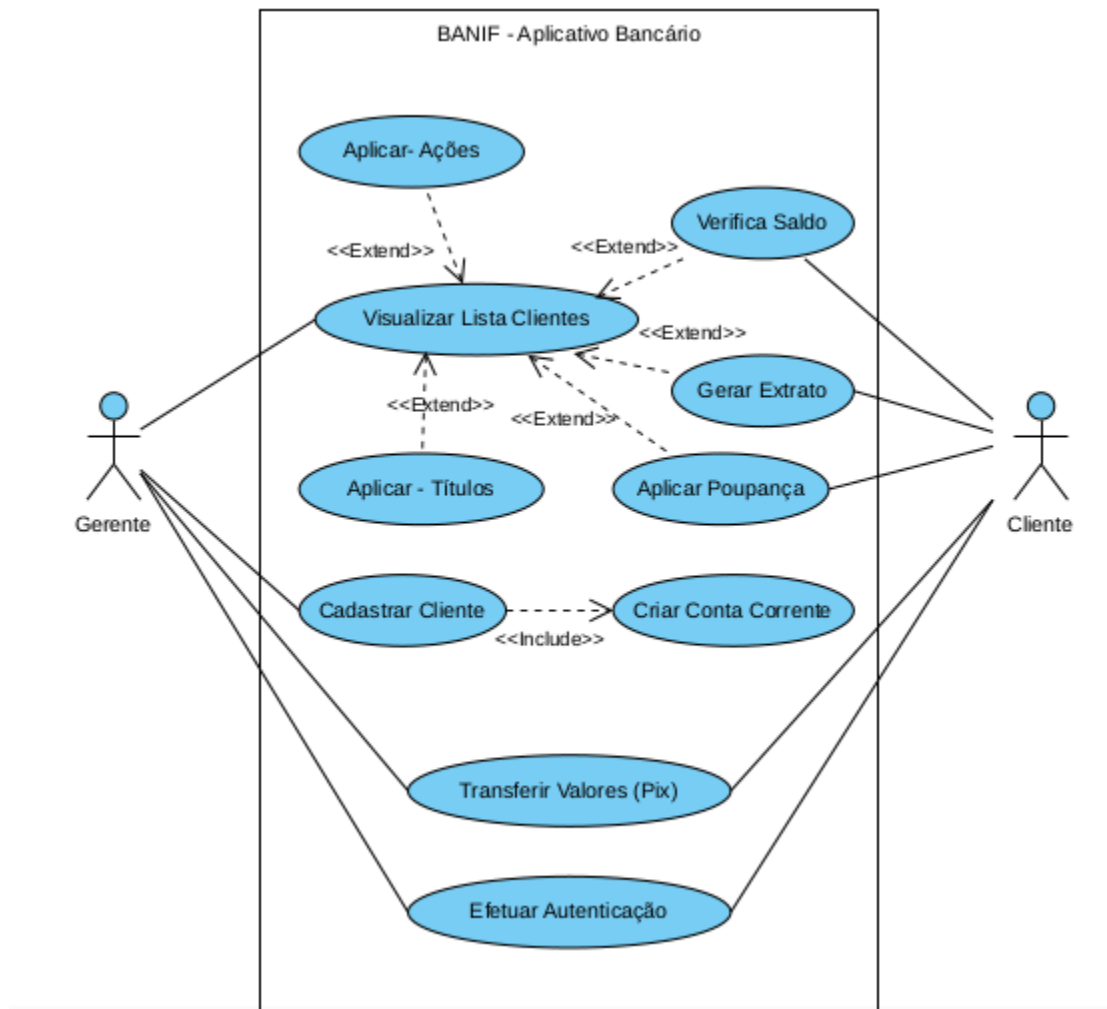 BANIF - Aplicativo Bancário
Aplicar- Ações
Verifica Saldo
<<Extend>>
<<Extend>>
Visualizar Lista Clientes
<<Extend>>
Gerar Extrato
<<Extend>>
<<Extend>>
Aplicar - Títulos
Aplicar Poupança
Gerente
Cliente
Cadastrar Cliente
Criar Conta Corrente
<<Include>>
Transferir Valores (Pix)
Efetuar Autenticação